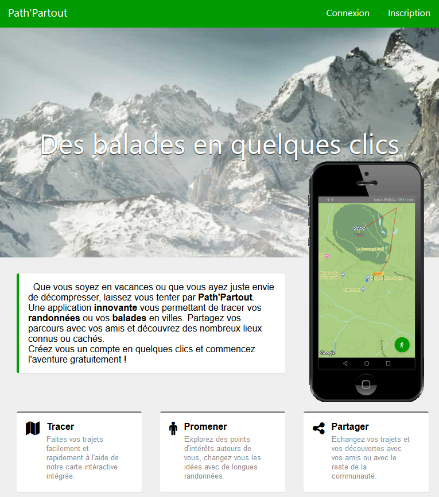 Path'Partout
Connexion
Inscription
Des balades en quelques clics
Google
Que vous soyez en vacances ou que vous ayez juste envie
de décompresser, laissez vous tenter par Path'Partout.
Une application innovante vous permettant de tracer vos
randonnées ou vos balades en villes. Partagez vos
parcours avec vos amis et découvrez des nombreux lieux
connus ou cachés.
Créez vous un compte en quelques clics et commencez
l'aventure gratuitement !
Tracer
Faites vos trajets
facilement et
rapidement à l'aide de
notre carte intéractive
intégrée.
Promener
Explorez des points
d'intérêts autours de
vous, changez vous les
idées avec de longues
randonnées.
Partager
Echangez vos trajets et
vos découvertes avec
vos amis ou avec le
reste de la
communauté.